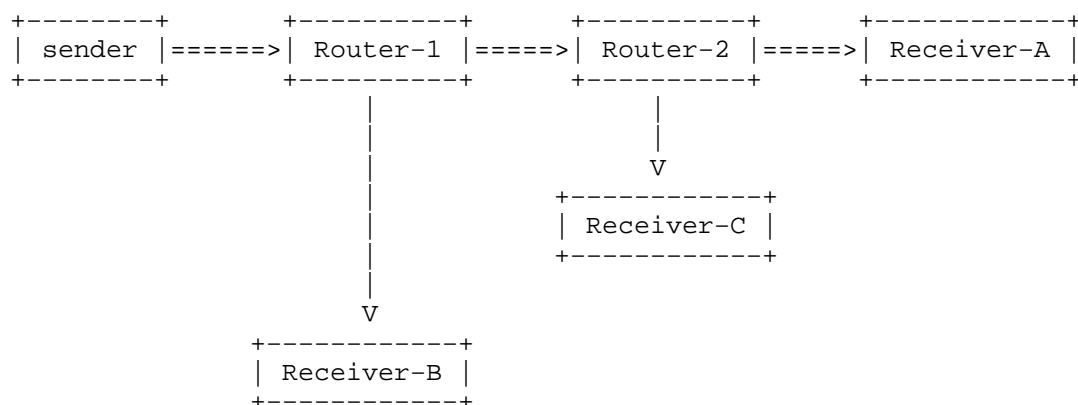 sender ======> Router-1 =====> Router-2 =====> Receiver-A
V
Receiver-C
V
Receiver-B